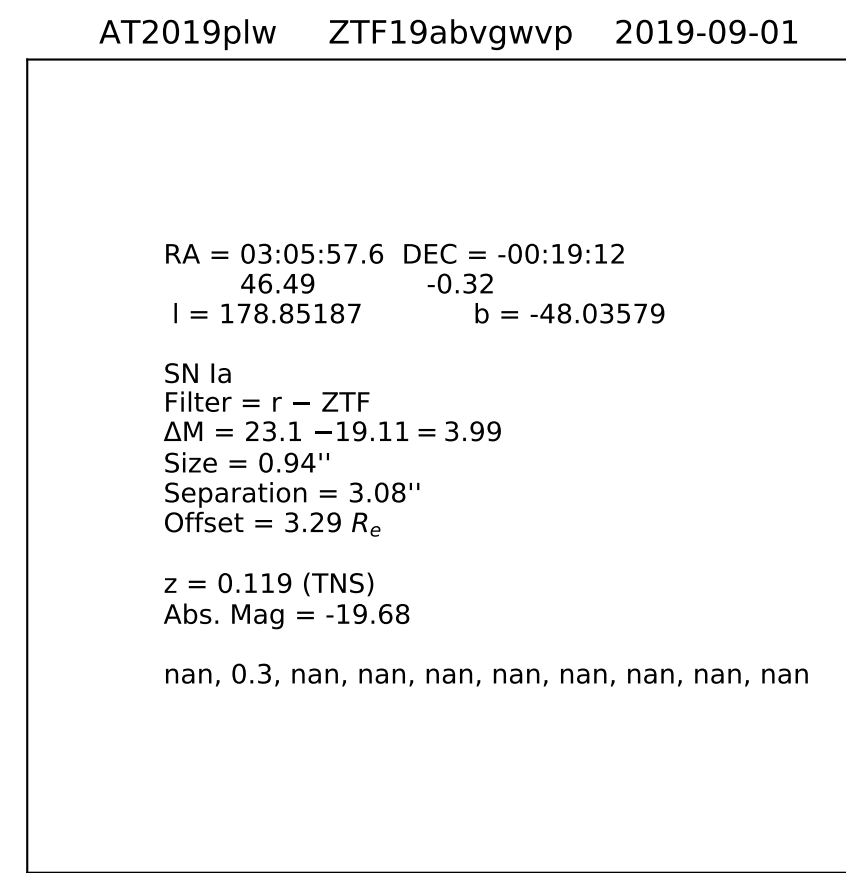 AT2019plw ZTF19abvgwvp 2019-09-01
RA = 03:05:57.6 DEC = -00:19:12
46.49 -0.32
l = 178.85187 b = -48.03579
SN Ia
Filter = r − ZTF
ΔM = 23.1 −19.11 = 3.99
Size = 0.94''
Separation = 3.08''
Offset = 3.29 Rₑ
z = 0.119 (TNS)
Abs. Mag = -19.68
nan, 0.3, nan, nan, nan, nan, nan, nan, nan, nan